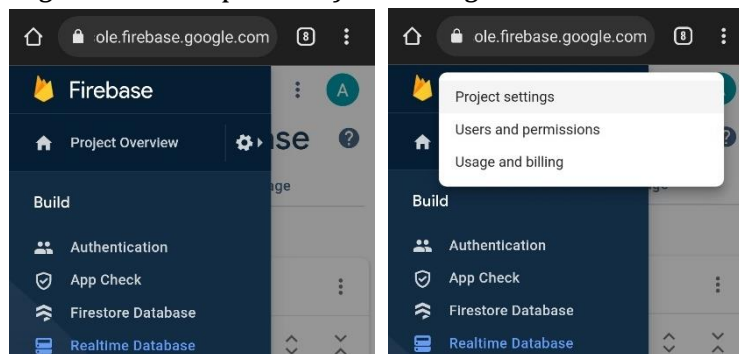 :ole.firebase.google.com 8
Firebase A
Project Overview se
age
Build
Authentication
App Check
Firestore Database
Realtime Database
ole.firebase.google.com 8
Project settings
Users and permissions
Usage and billing
Build
Authentication
App Check
Firestore Database
Realtime Database